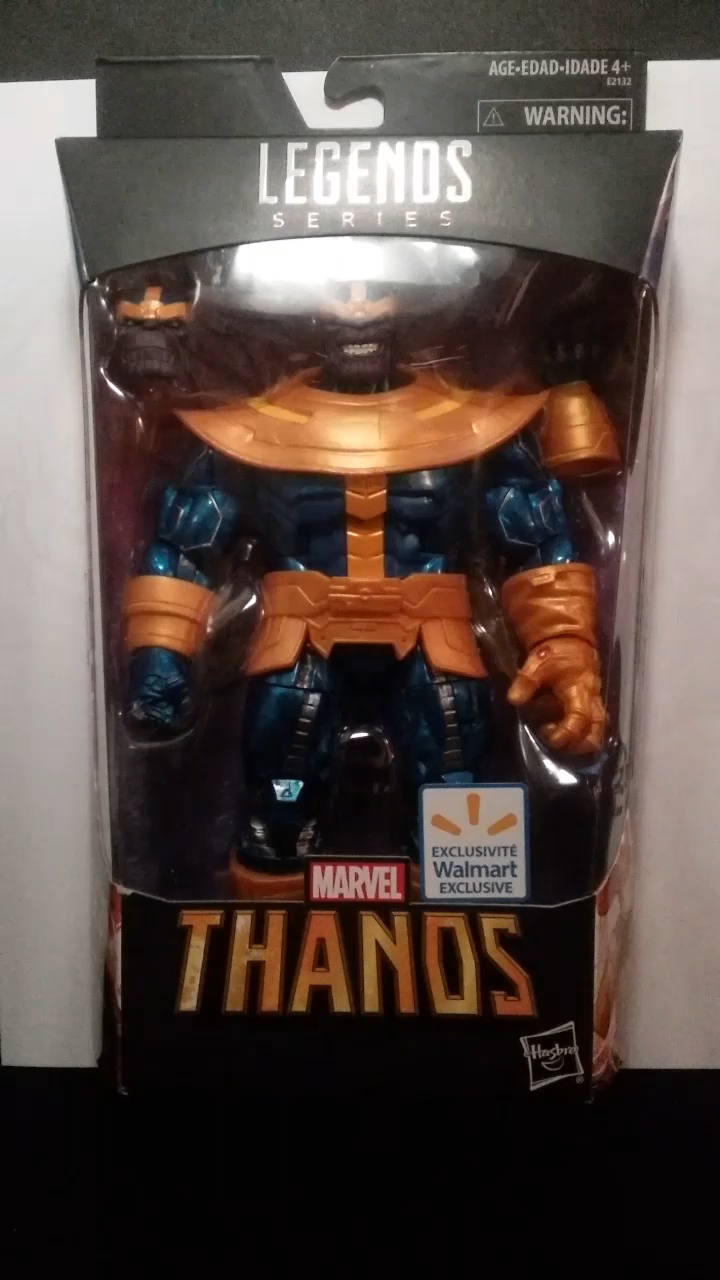 AGE•EDAD•IDADE 4+
E2132
WARNING:
LEGENDS
SERIES
EXCLUSIVITÉ
Walmart
EXCLUSIVE
MARVEL
THANOS
Hasbro
®